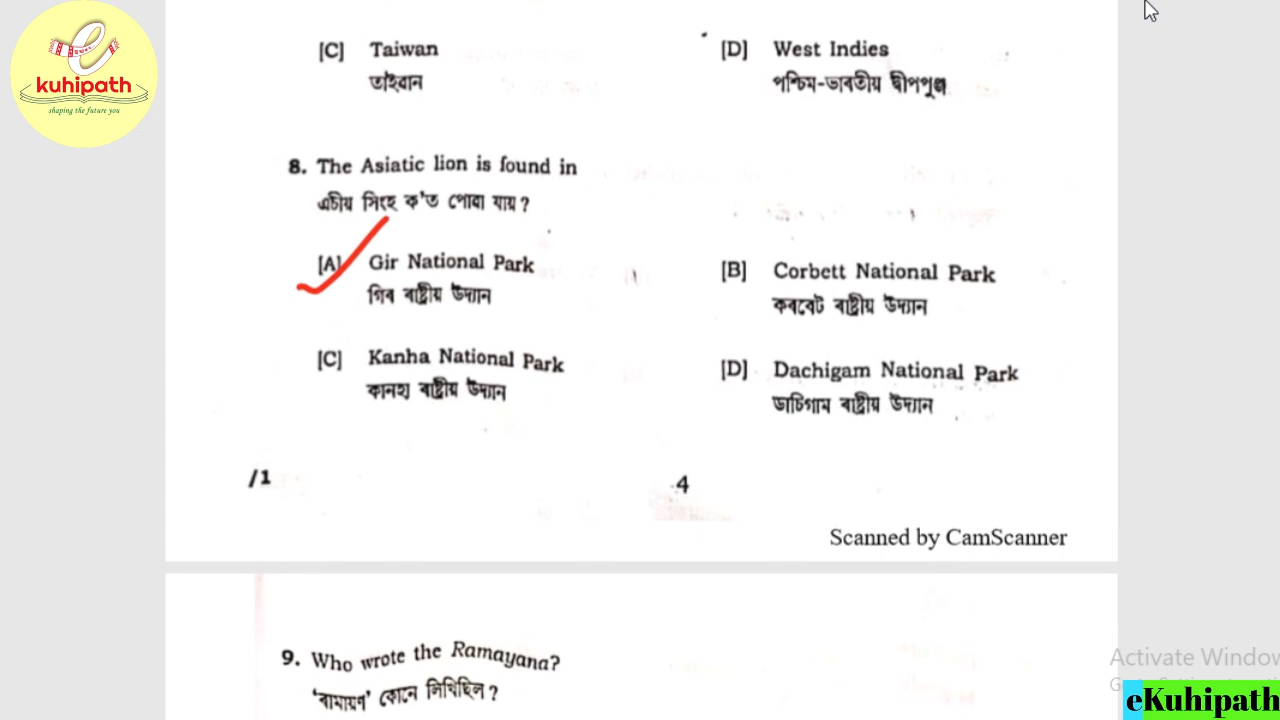 kuhipath
shaping the future you
[C] Taiwan
তাইৱান
[D] West Indies
পশ্চিম-ভাৰতীয় দ্বীপপুঞ্জ
8. The Asiatic lion is found in
এচীয় সিংহ ক'ত পোৱা যায় ?
[A] Gir National Park
গিৰ ৰাষ্ট্ৰীয় উদ্যান
[B] Corbett National Park
কৰবেট ৰাষ্ট্ৰীয় উদ্যান
[C] Kanha National Park
কানহা ৰাষ্ট্ৰীয় উদ্যান
[D] Dachigam National Park
ডাচিগাম ৰাষ্ট্ৰীয় উদ্যান
/1
4
Scanned by CamScanner
9. Who wrote the Ramayana?
'ৰামায়ণ' কোনে লিখিছিল ?
Activate Window
eKuhipath